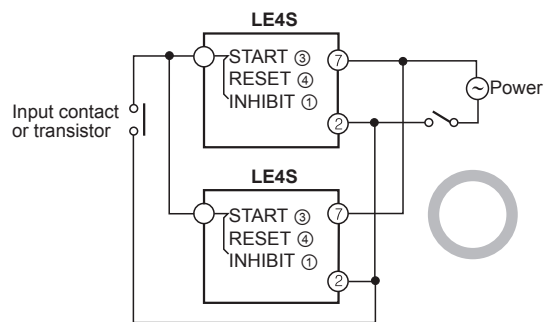 LE4S
START ③
RESET ④
INHIBIT ①
7
2
Power
~
Input contact
or transistor
LE4S
START ③
RESET ④
INHIBIT ①
7
2